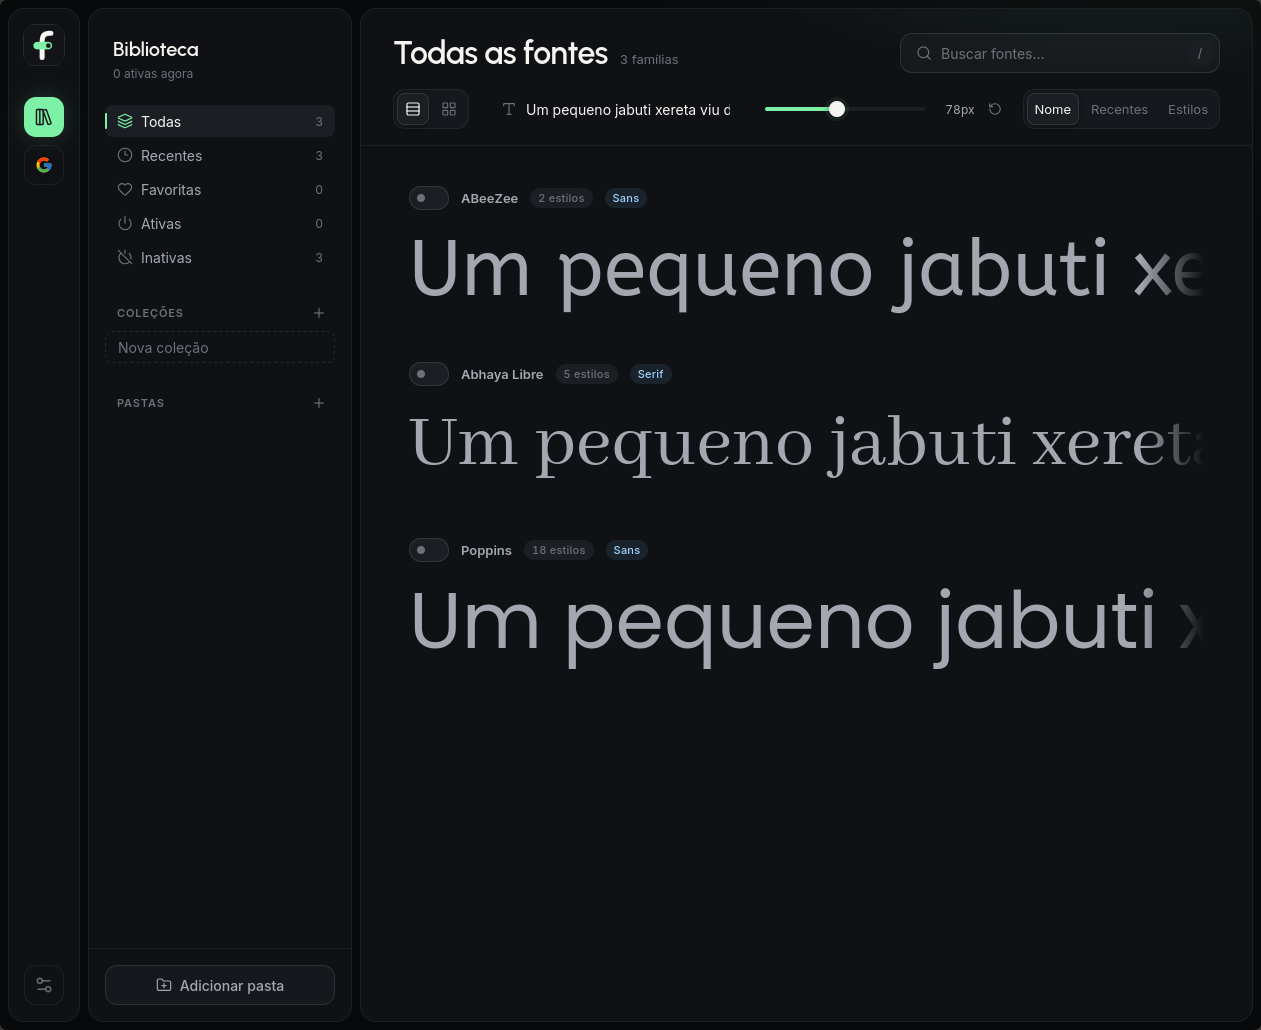 Biblioteca
0 ativas agora
Todas 3
Recentes 3
Favoritas 0
Ativas 0
Inativas 3
COLEÇÕES
Nova coleção
PASTAS
Adicionar pasta
Todas as fontes 3 famílias
Buscar fontes... /
Um pequeno jabuti xereta viu d
78px
Nome Recentes Estilos
ABeeZee 2 estilos Sans
Um pequeno jabuti xe
Abhaya Libre 5 estilos Serif
Um pequeno jabuti xereta
Poppins 18 estilos Sans
Um pequeno jabuti x